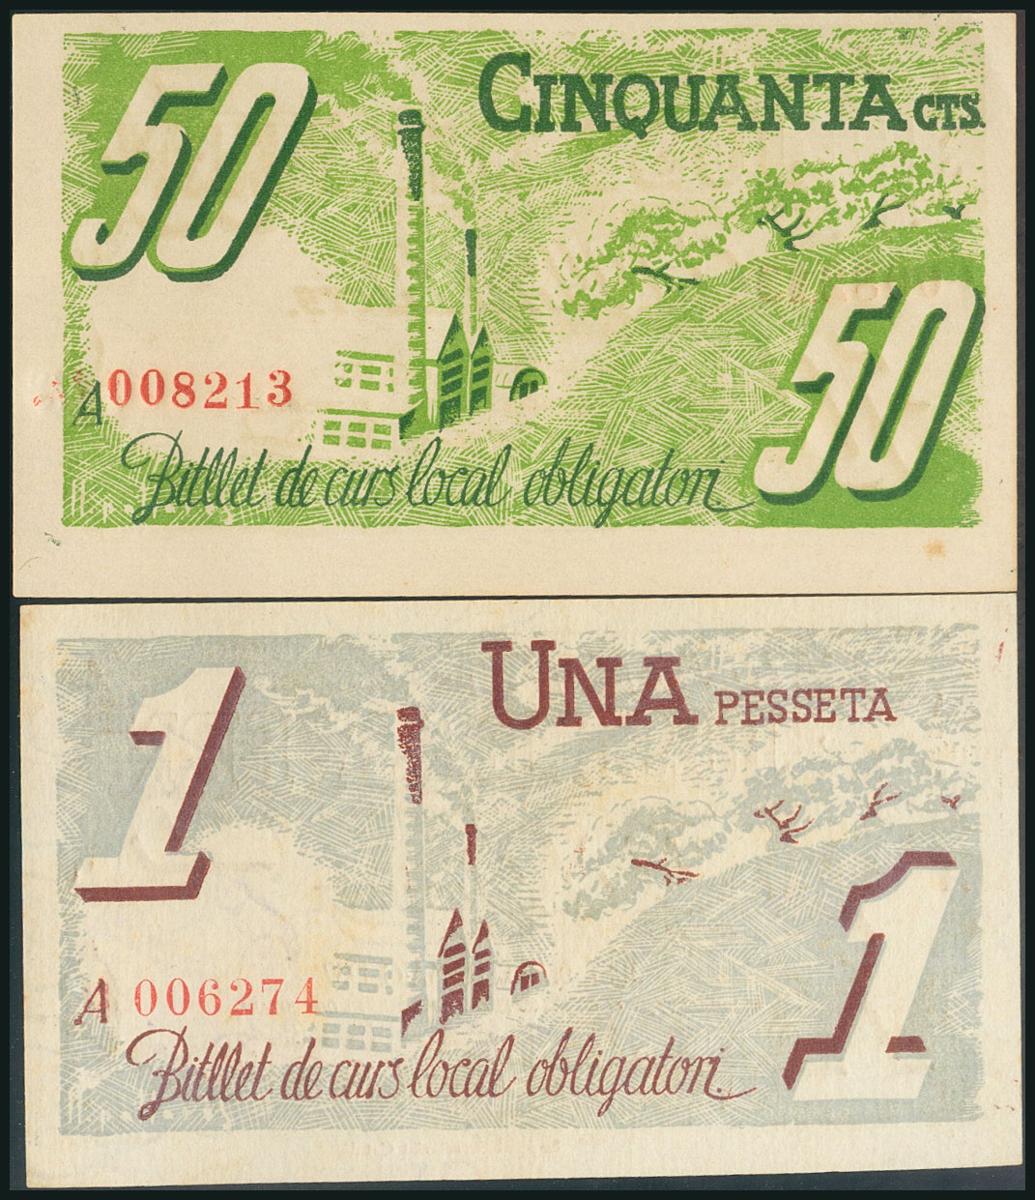 50
CINQUANTA CTS.
50
A 008213
Bitllet de curs local obligatori
1
UNA PESSETA
1
A 006274
Bitllet de curs local obligatori